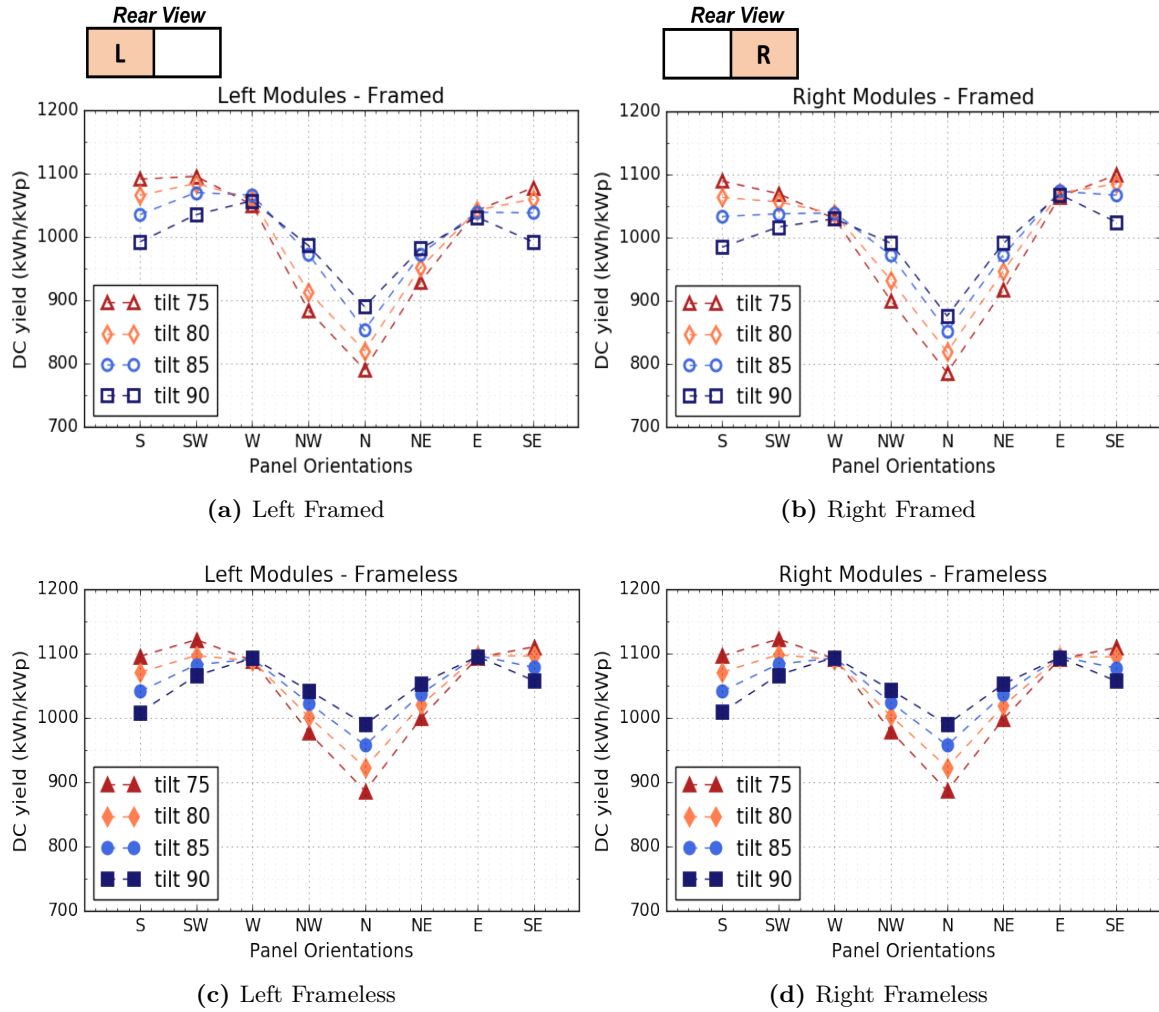 Rear View
L
Rear View
R
Left Modules - Framed
DC yield (kWh/kWp)
1200
1100
1000
900
800
700
tilt 75
tilt 80
tilt 85
tilt 90
S SW W NW N NE E SE
Panel Orientations
(a) Left Framed
Right Modules - Framed
DC yield (kWh/kWp)
1200
1100
1000
900
800
700
tilt 75
tilt 80
tilt 85
tilt 90
S SW W NW N NE E SE
Panel Orientations
(b) Right Framed
Left Modules - Frameless
DC yield (kWh/kWp)
1200
1100
1000
900
800
700
tilt 75
tilt 80
tilt 85
tilt 90
S SW W NW N NE E SE
Panel Orientations
(c) Left Frameless
Right Modules - Frameless
DC yield (kWh/kWp)
1200
1100
1000
900
800
700
tilt 75
tilt 80
tilt 85
tilt 90
S SW W NW N NE E SE
Panel Orientations
(d) Right Frameless